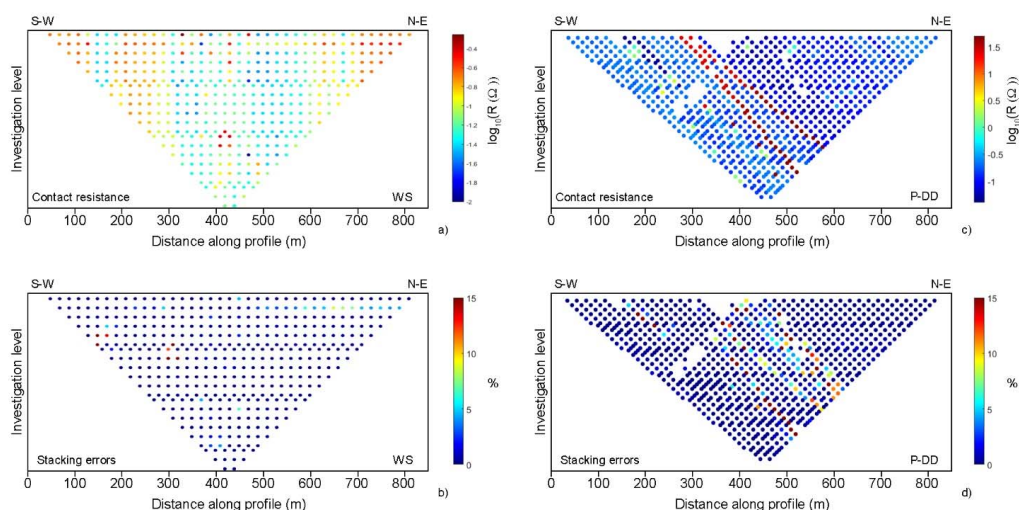 S-W N-E
Investigation level
Contact resistance WS
0 100 200 300 400 500 600 700 800
Distance along profile (m)
-0.4
-0.6
-0.8
-1
-1.2
-1.4
-1.6
-1.8
-2
log10(R (Ω ))
a)
S-W N-E
Investigation level
Contact resistance P-DD
0 100 200 300 400 500 600 700 800
Distance along profile (m)
1.5
1
0.5
0
-0.5
-1
log10(R (Ω ))
c)
S-W N-E
Investigation level
Stacking errors WS
0 100 200 300 400 500 600 700 800
Distance along profile (m)
15
10
5
0
%
b)
S-W N-E
Investigation level
Stacking errors P-DD
0 100 200 300 400 500 600 700 800
Distance along profile (m)
15
10
5
0
%
d)